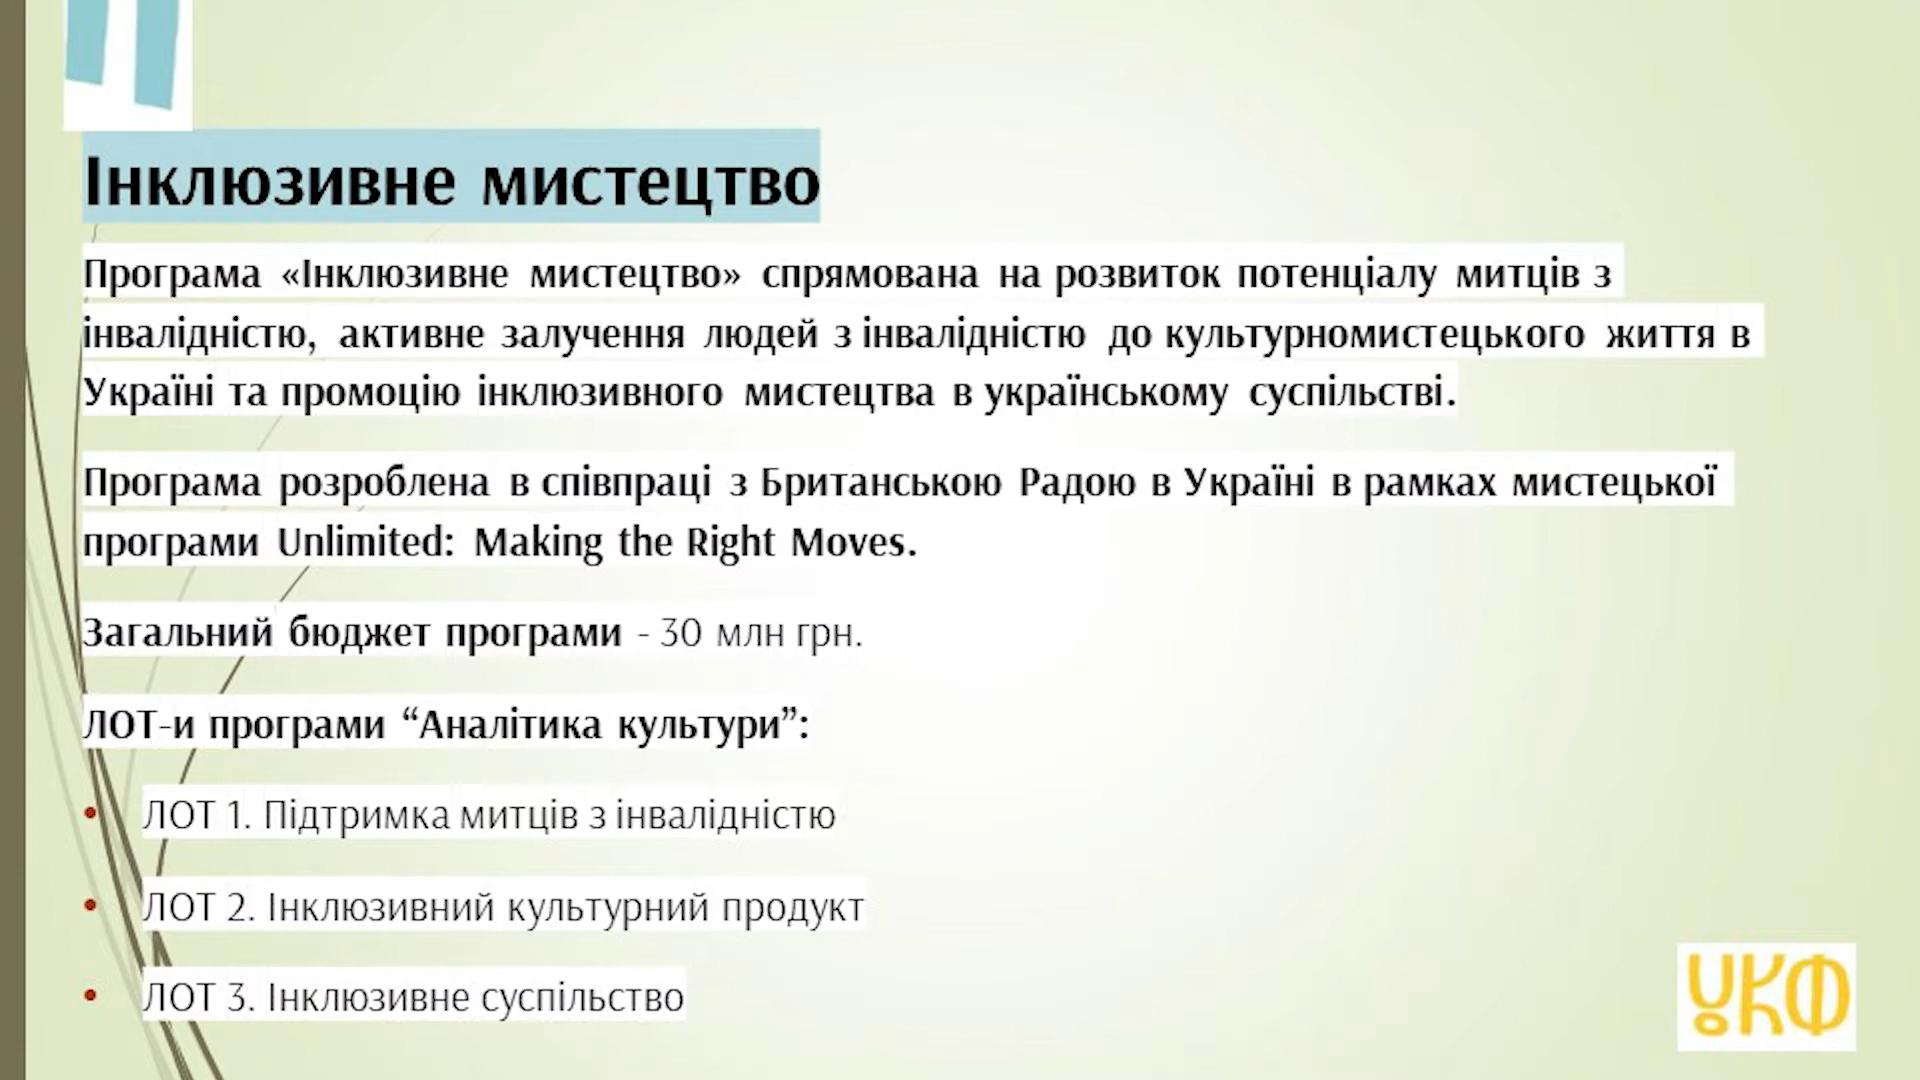 Інклюзивне мистецтво
Програма «Інклюзивне мистецтво» спрямована на розвиток потенціалу митців з
інвалідністю, активне залучення людей з інвалідністю до культурномистецького життя в
Україні та промоцію інклюзивного мистецтва в українському суспільстві.
Програма розроблена в співпраці з Британською Радою в Україні в рамках мистецької
програми Unlimited: Making the Right Moves.
Загальний бюджет програми - 30 млн грн.
ЛОТ-и програми “Аналітика культури”:
• ЛОТ 1. Підтримка митців з інвалідністю
• ЛОТ 2. Інклюзивний культурний продукт
• ЛОТ 3. Інклюзивне суспільство
УКФ